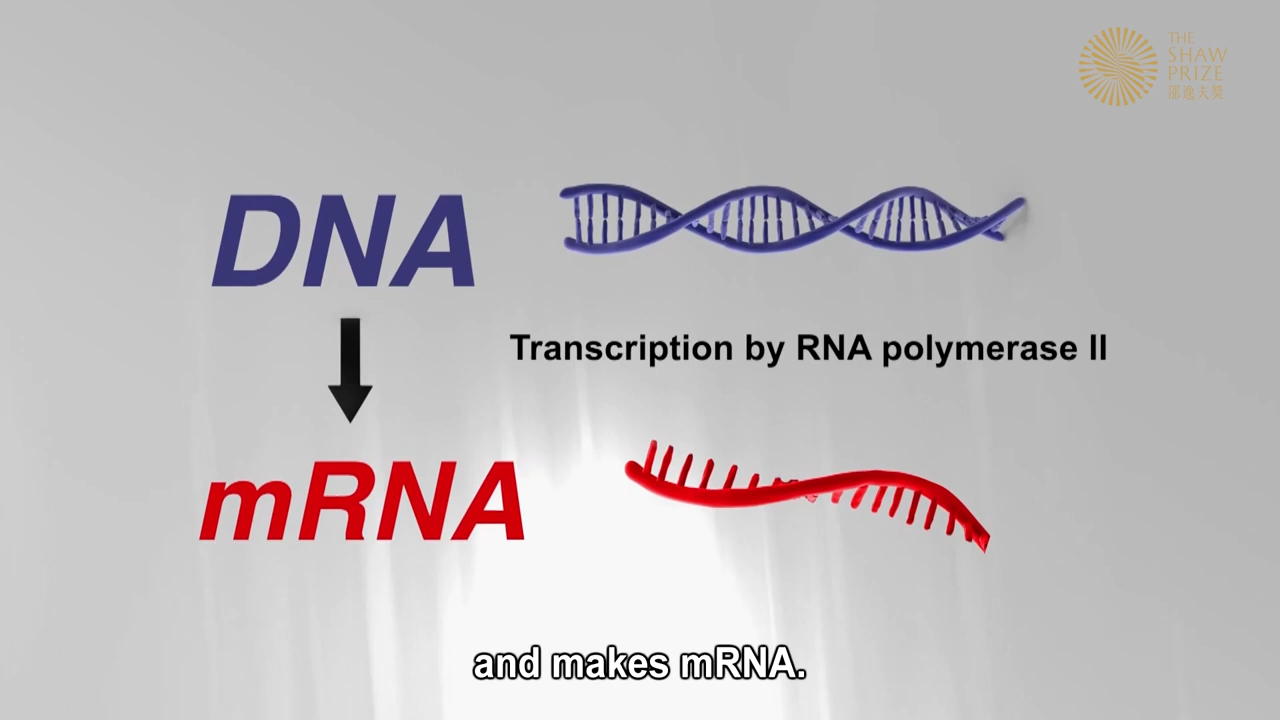 THE
SHAW
PRIZE
邵逸夫獎
DNA
Transcription by RNA polymerase II
mRNA
and makes mRNA.